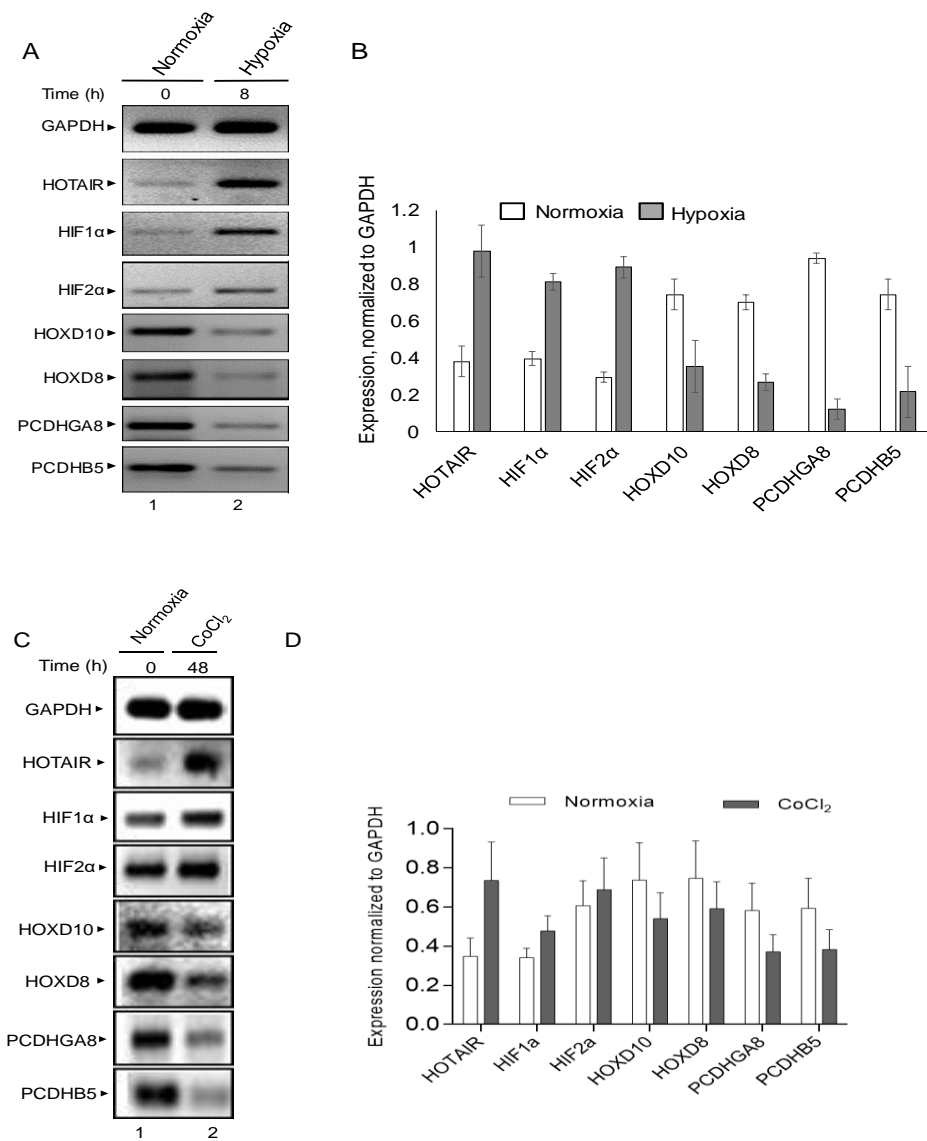 A
Normoxia
Hypoxia
Time (h) 0 8
GAPDH
HOTAIR
HIF1α
HIF2α
HOXD10
HOXD8
PCDHGA8
PCDHB5
1 2
B
Normoxia Hypoxia
Expression, normalized to GAPDH
1.2
1
0.8
0.6
0.4
0.2
0
HOTAIR
HIF1α
HIF2α
HOXD10
HOXD8
PCDHGA8
PCDHB5
C
Normoxia
CoCl₂
Time (h) 0 48
GAPDH
HOTAIR
HIF1α
HIF2α
HOXD10
HOXD8
PCDHGA8
PCDHB5
1 2
D
Normoxia CoCl₂
Expression normalized to GAPDH
1.0
0.8
0.6
0.4
0.2
0.0
HOTAIR
HIF1a
HIF2a
HOXD10
HOXD8
PCDHGA8
PCDHB5